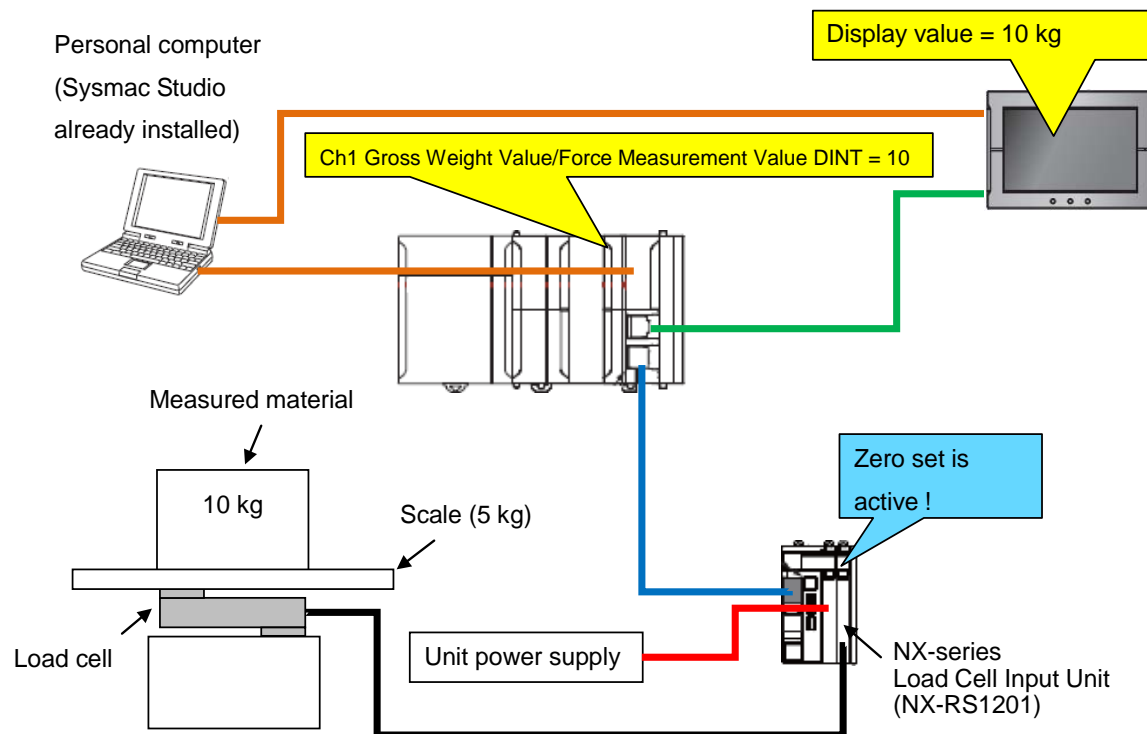 Personal computer
(Sysmac Studio
already installed)
Display value = 10 kg
Ch1 Gross Weight Value/Force Measurement Value DINT = 10
Measured material
10 kg
Scale (5 kg)
Load cell
Zero set is
active !
Unit power supply
NX-series
Load Cell Input Unit
(NX-RS1201)